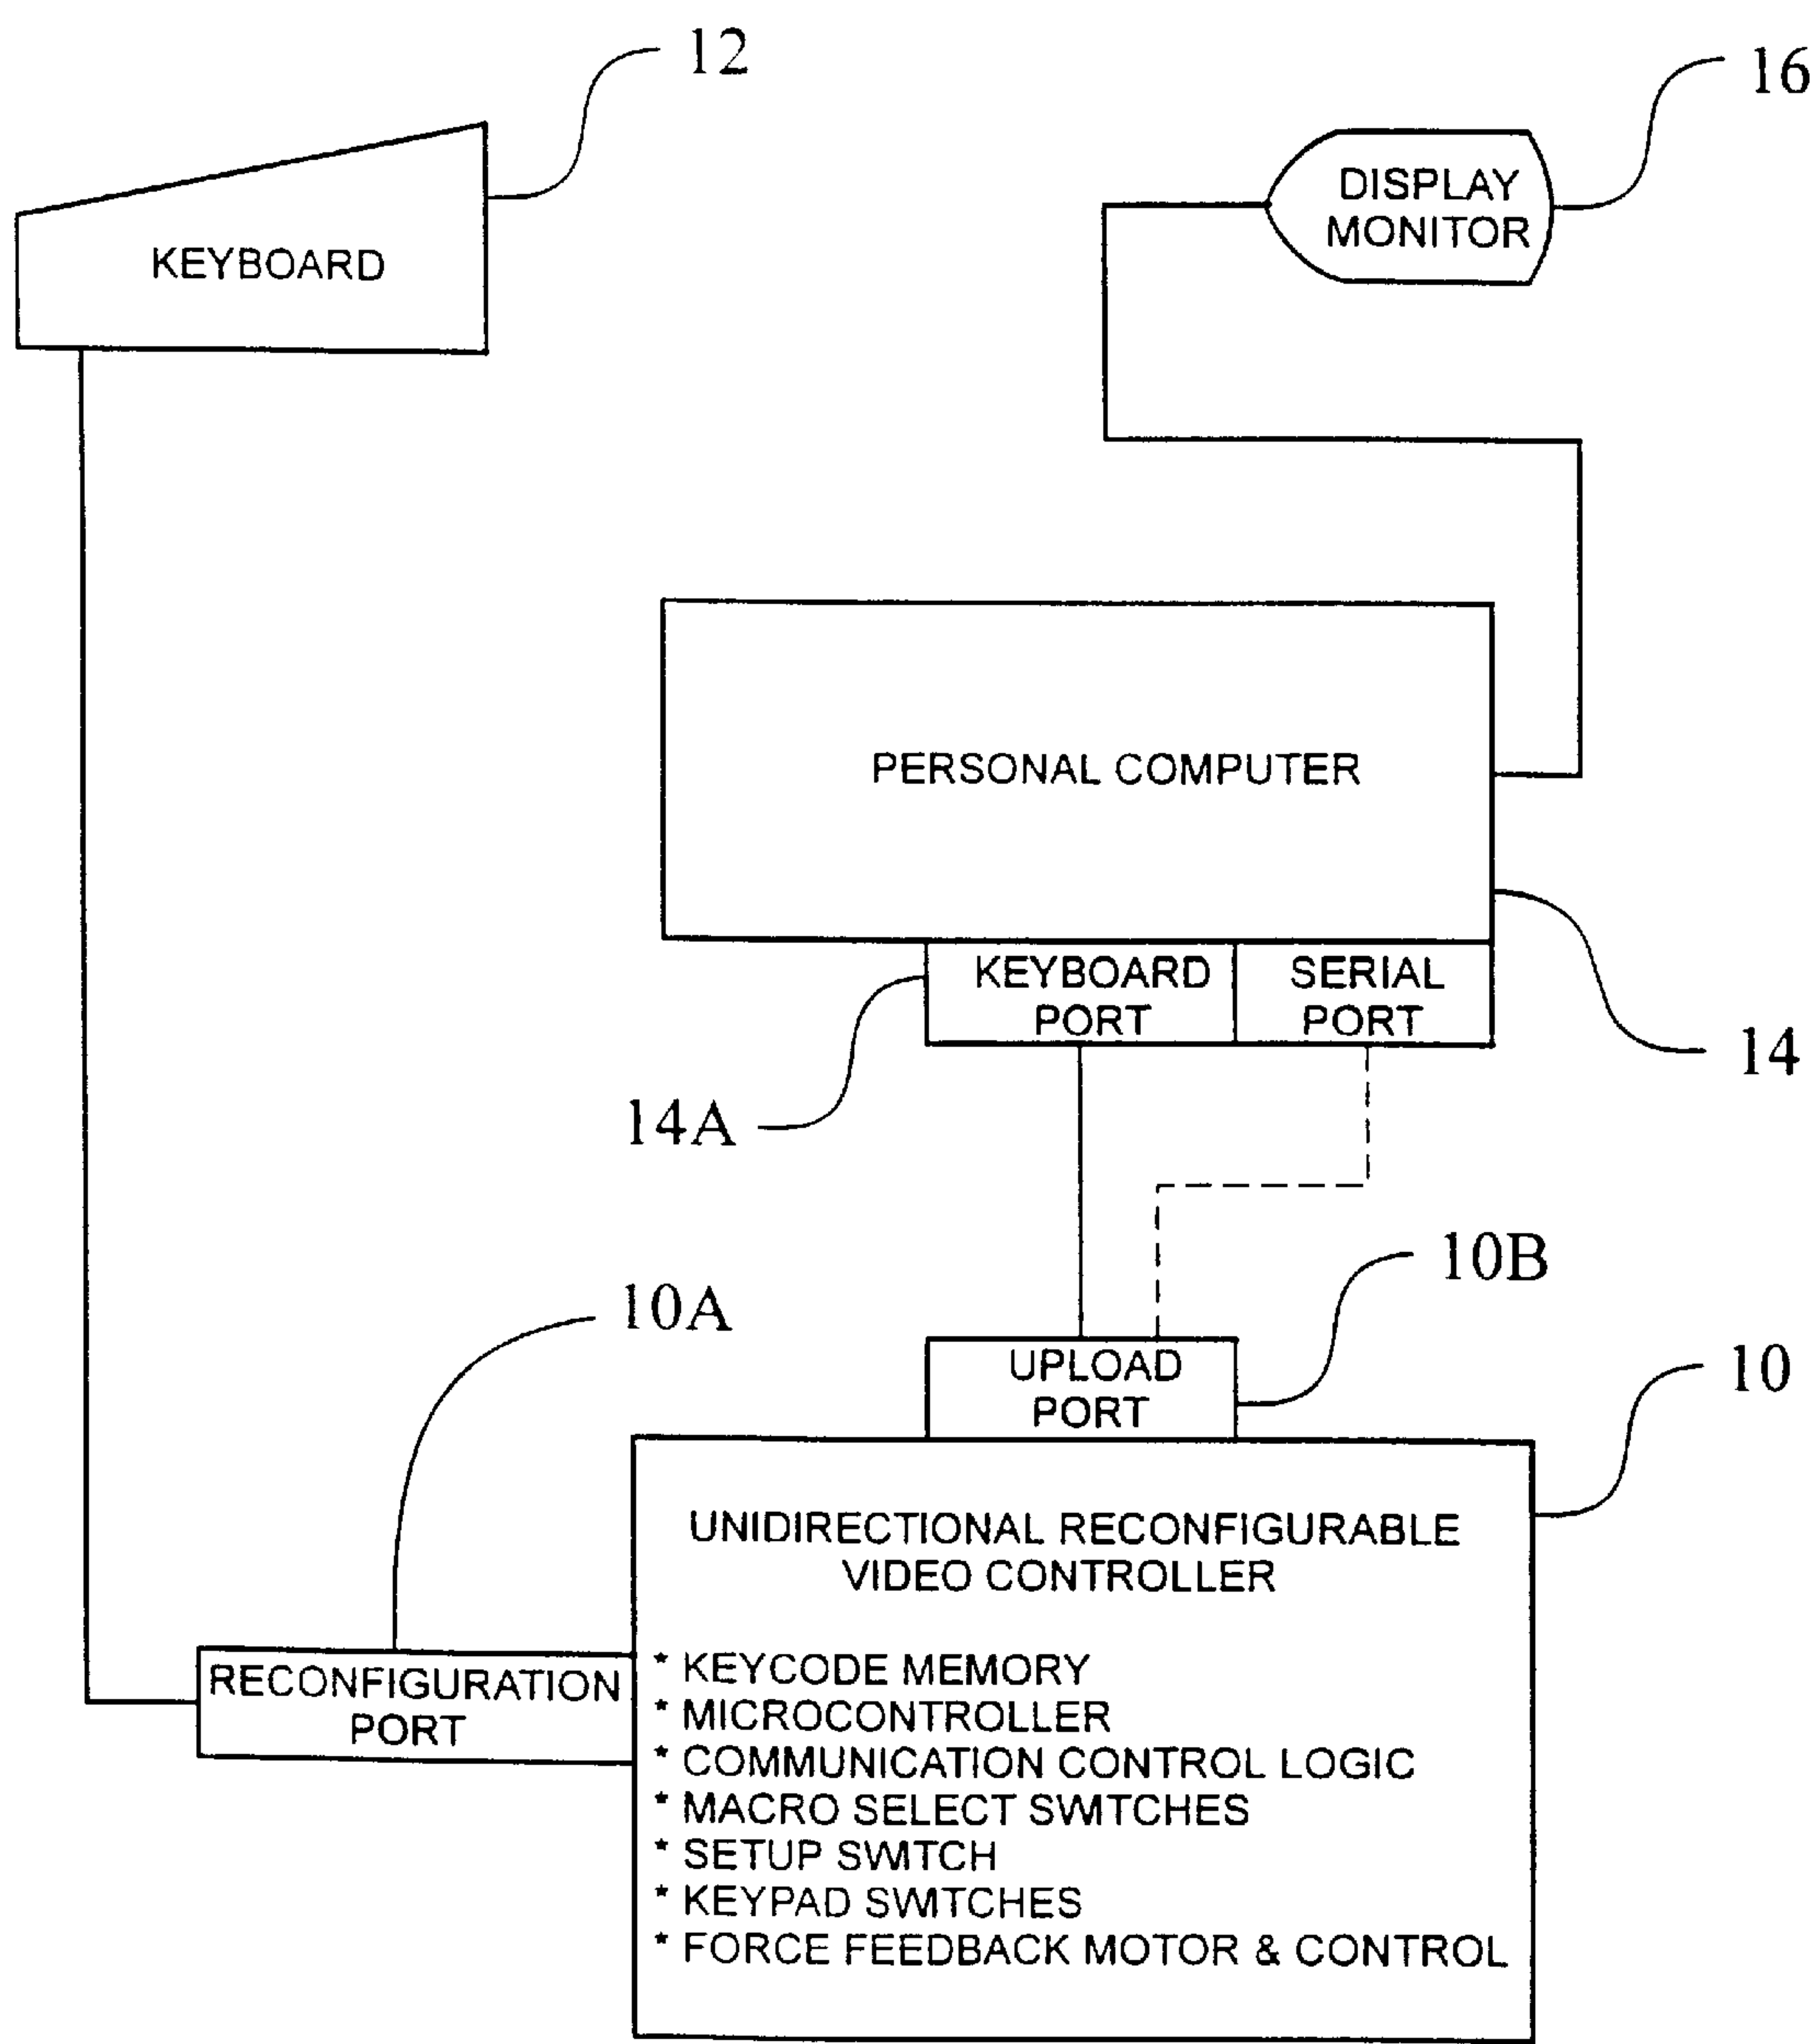 12
16
KEYBOARD
DISPLAY
MONITOR
PERSONAL COMPUTER
KEYBOARD
PORT
SERIAL
PORT
14
14A
10B
10A
UPLOAD
PORT
10
UNIDIRECTIONAL RECONFIGURABLE
VIDEO CONTROLLER
RECONFIGURATION
PORT
* KEYCODE MEMORY
* MICROCONTROLLER
* COMMUNICATION CONTROL LOGIC
* MACRO SELECT SWITCHES
* SETUP SWITCH
* KEYPAD SWITCHES
* FORCE FEEDBACK MOTOR & CONTROL